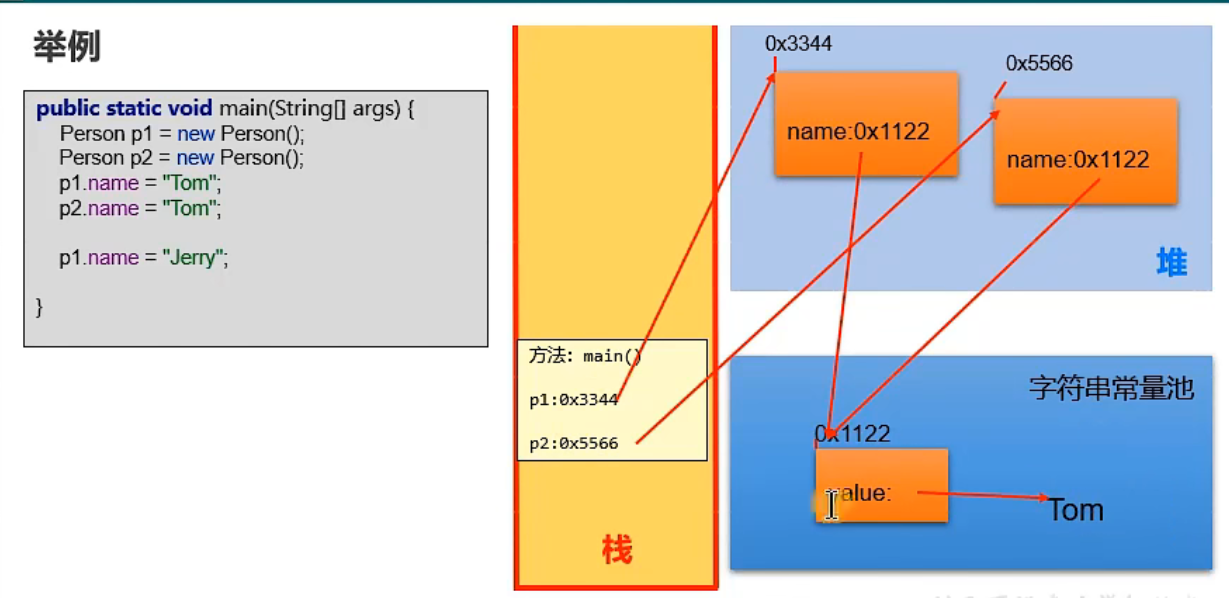 举例
public static void main(String[] args) {
Person p1 = new Person();
Person p2 = new Person();
p1.name = "Tom";
p2.name = "Tom";
p1.name = "Jerry";
}
方法: main()
p1:0x3344
p2:0x5566
栈
0x3344
0x5566
name:0x1122
name:0x1122
堆
字符串常量池
0x1122
value:
Tom